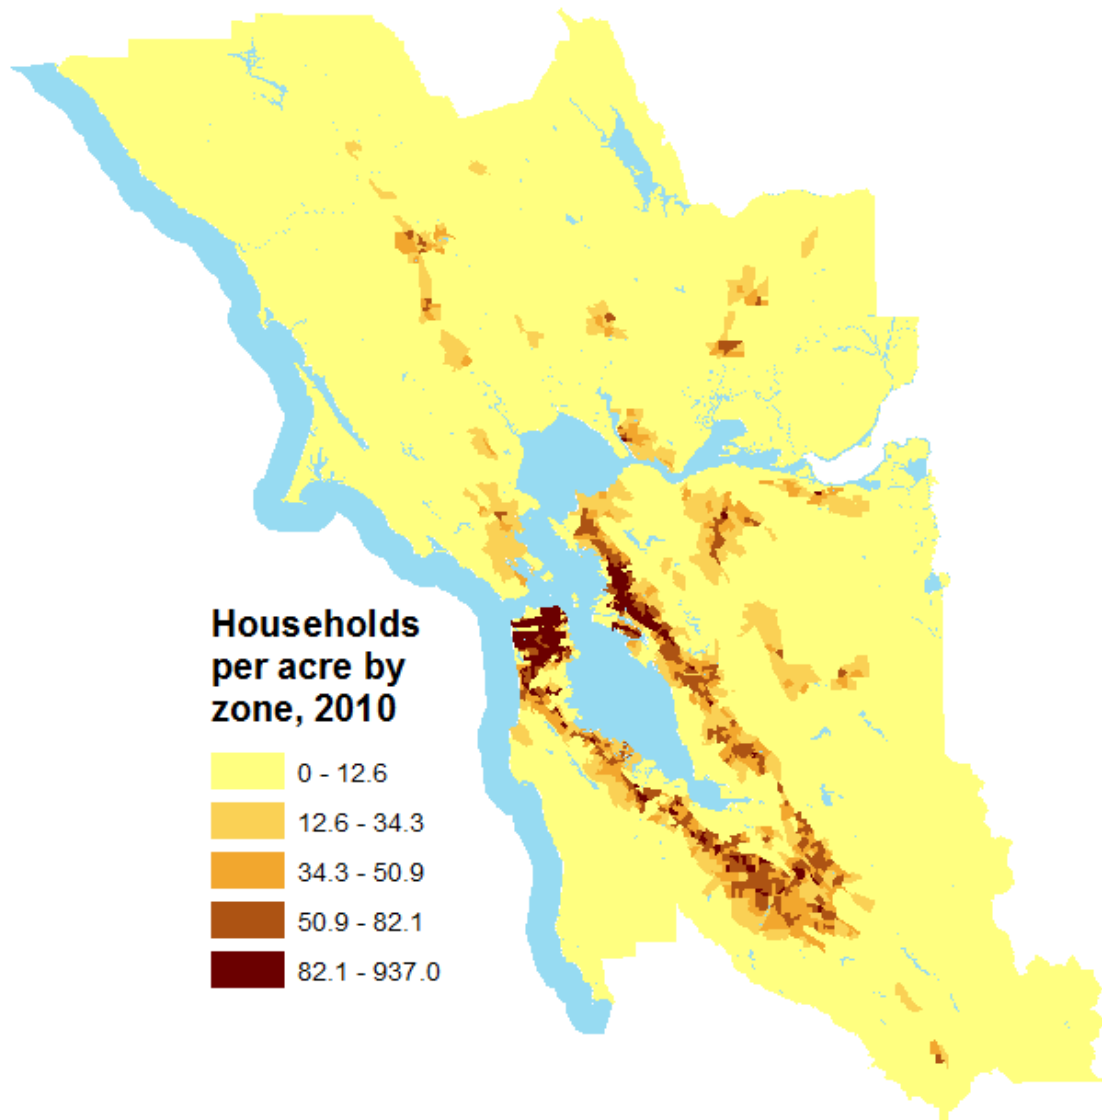 Households
per acre by
zone, 2010
0 - 12.6
12.6 - 34.3
34.3 - 50.9
50.9 - 82.1
82.1 - 937.0